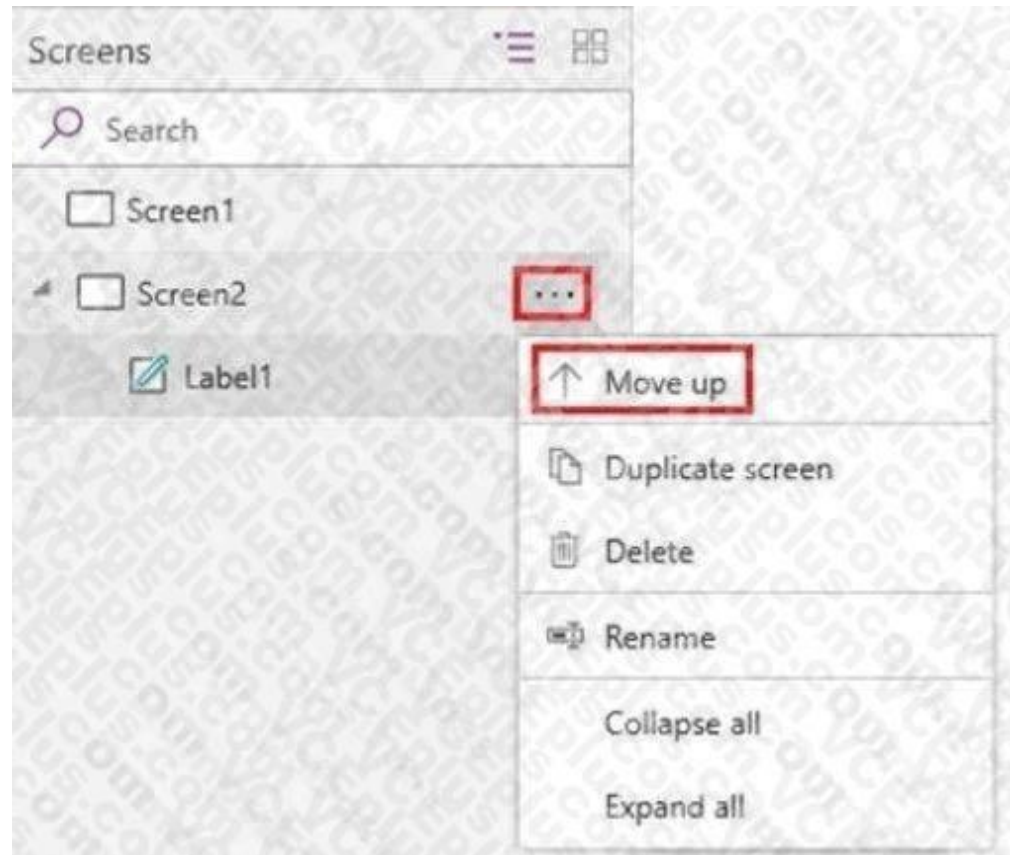 Screens
Search
Screen1
Screen2
...
Label1
Move up
Duplicate screen
Delete
Rename
Collapse all
Expand all